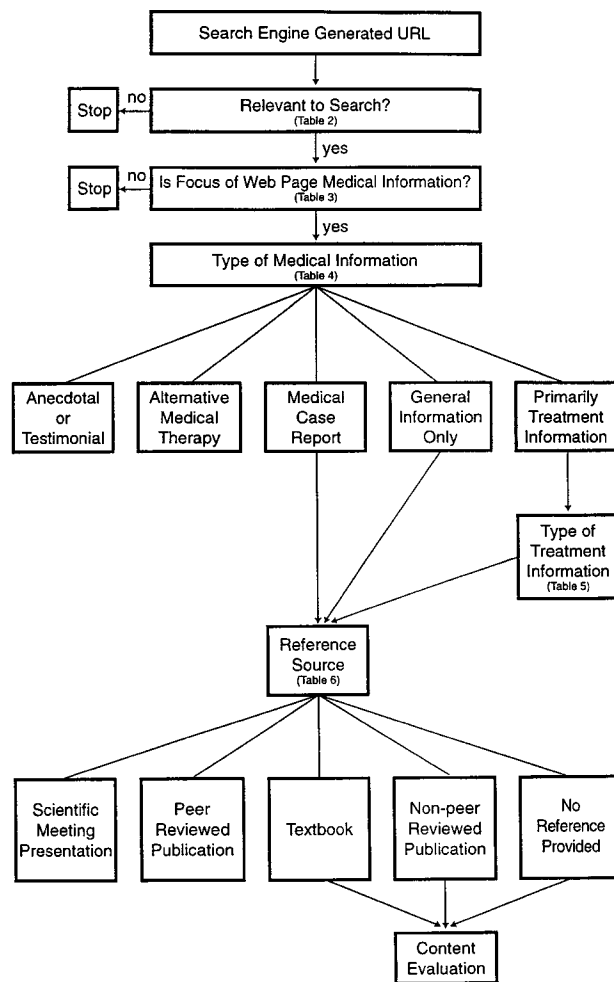 Search Engine Generated URL
no
Stop
Relevant to Search?
(Table 2)
yes
no
Stop
Is Focus of Web Page Medical Information?
(Table 3)
yes
Type of Medical Information
(Table 4)
Anecdotal
or
Testimonial
Alternative
Medical
Therapy
Medical
Case
Report
General
Information
Only
Primarily
Treatment
Information
Type of
Treatment
Information
(Table 5)
Reference
Source
(Table 6)
Scientific
Meeting
Presentation
Peer
Reviewed
Publication
Textbook
Non-peer
Reviewed
Publication
No
Reference
Provided
Content
Evaluation